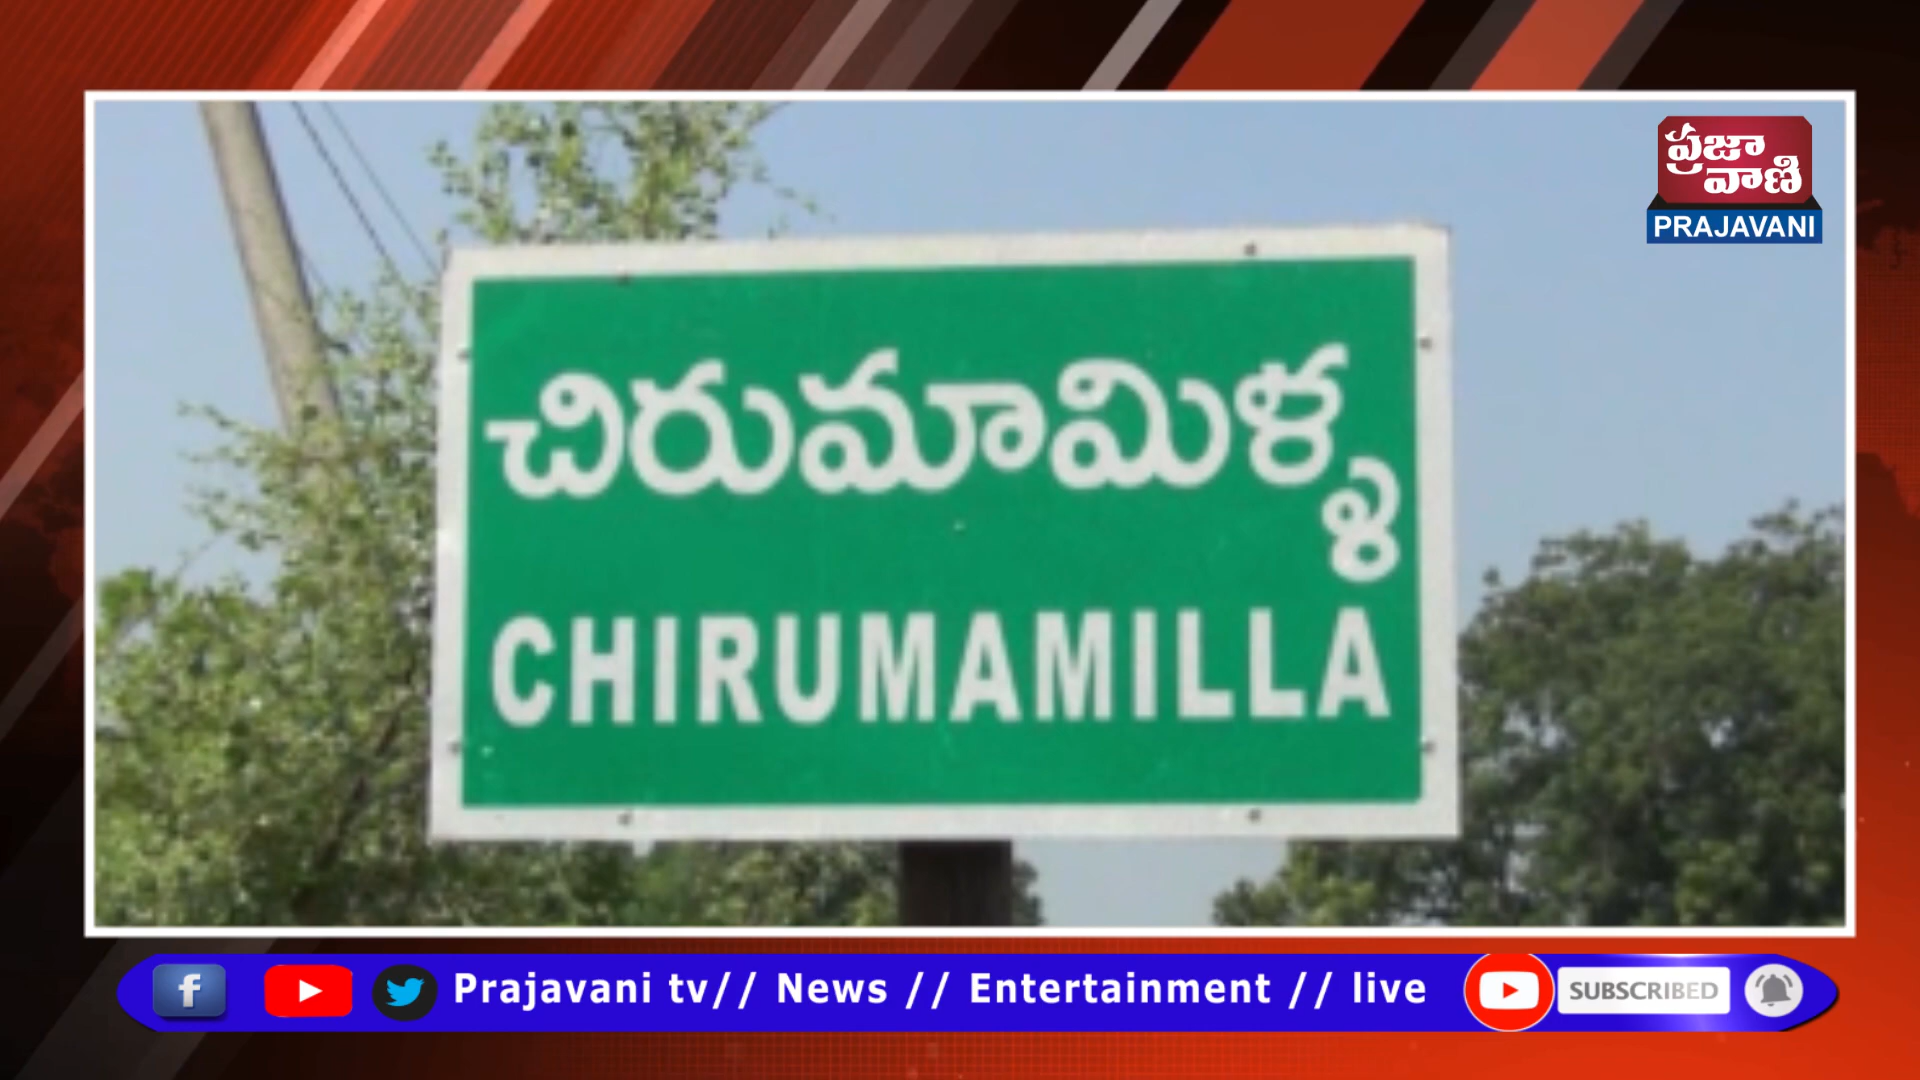 ప్రజా
వాణి
PRAJAVANI
చిరుమామిళ్ళ
CHIRUMAMILLA
f
Prajavani tv// News // Entertainment // live
SUBSCRIBED